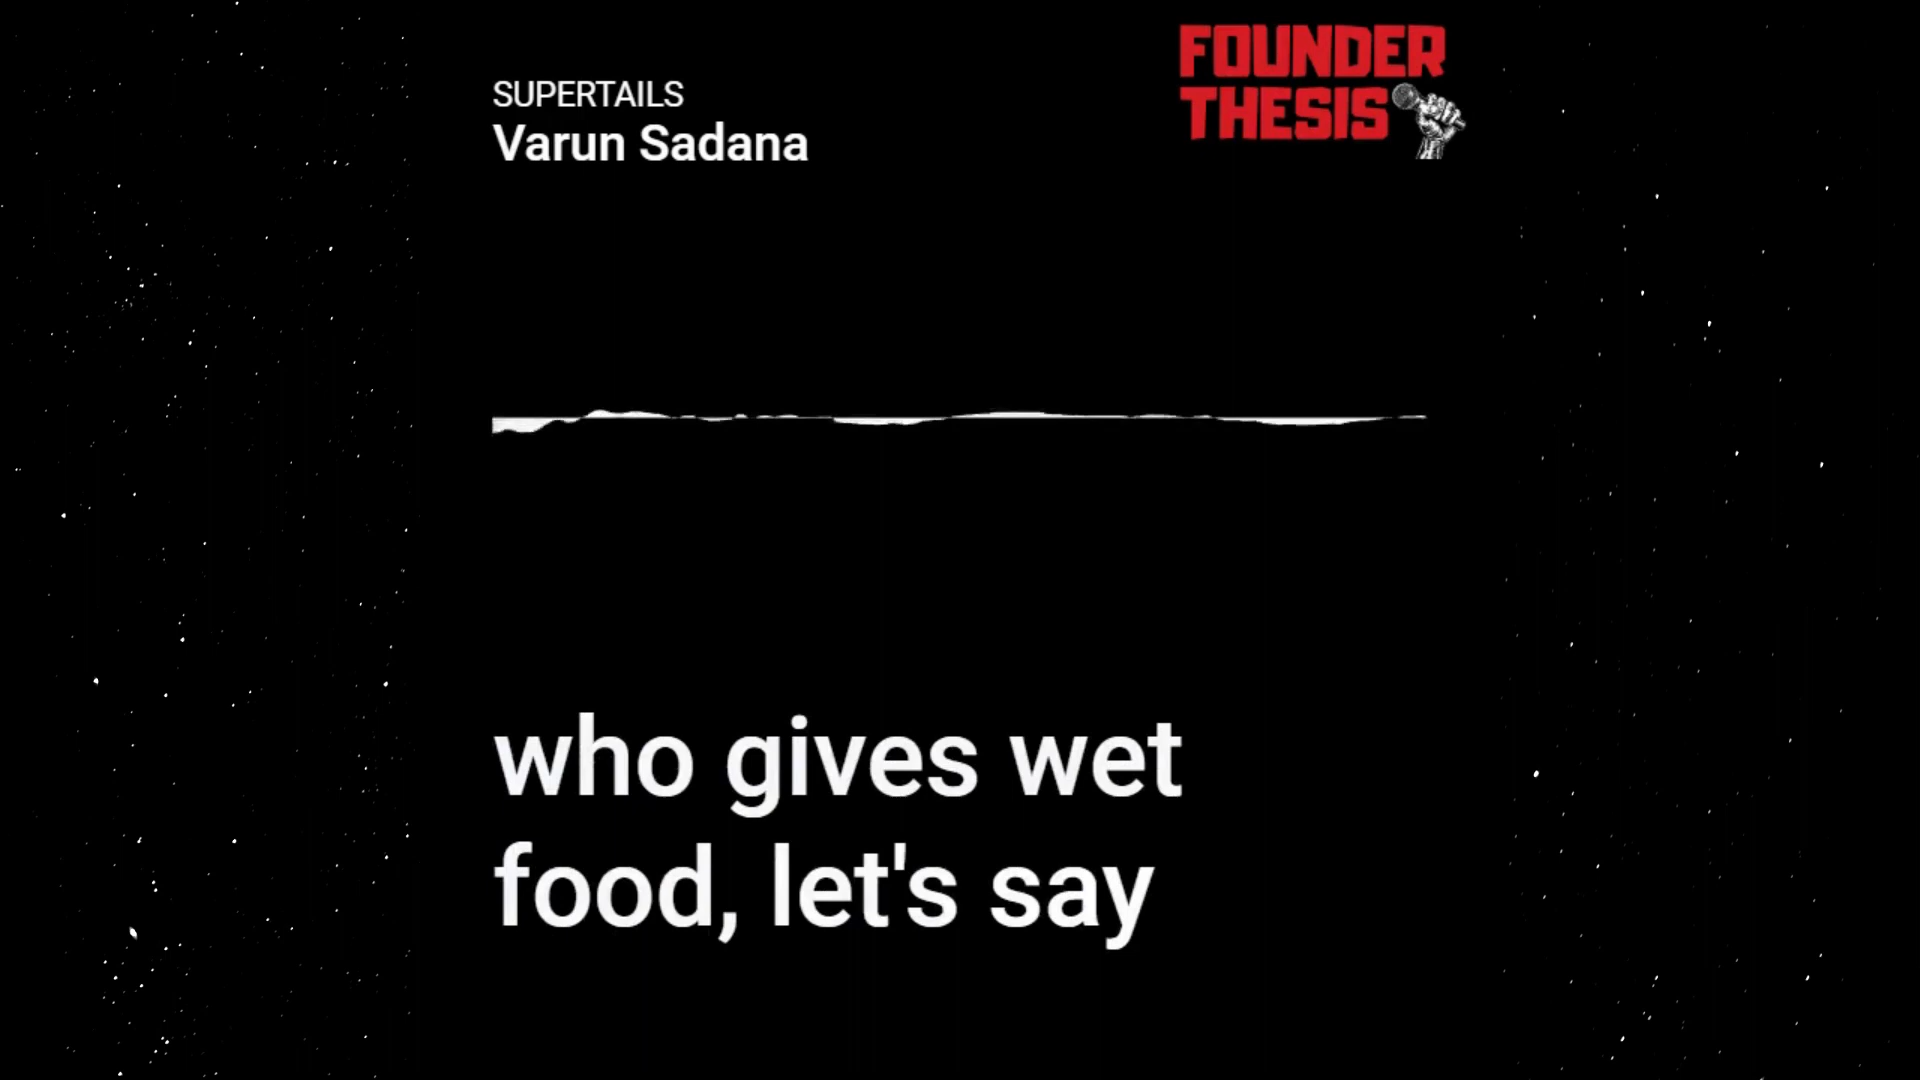 SUPERTAILS
Varun Sadana
FOUNDER
THESIS
who gives wet
food, let's say